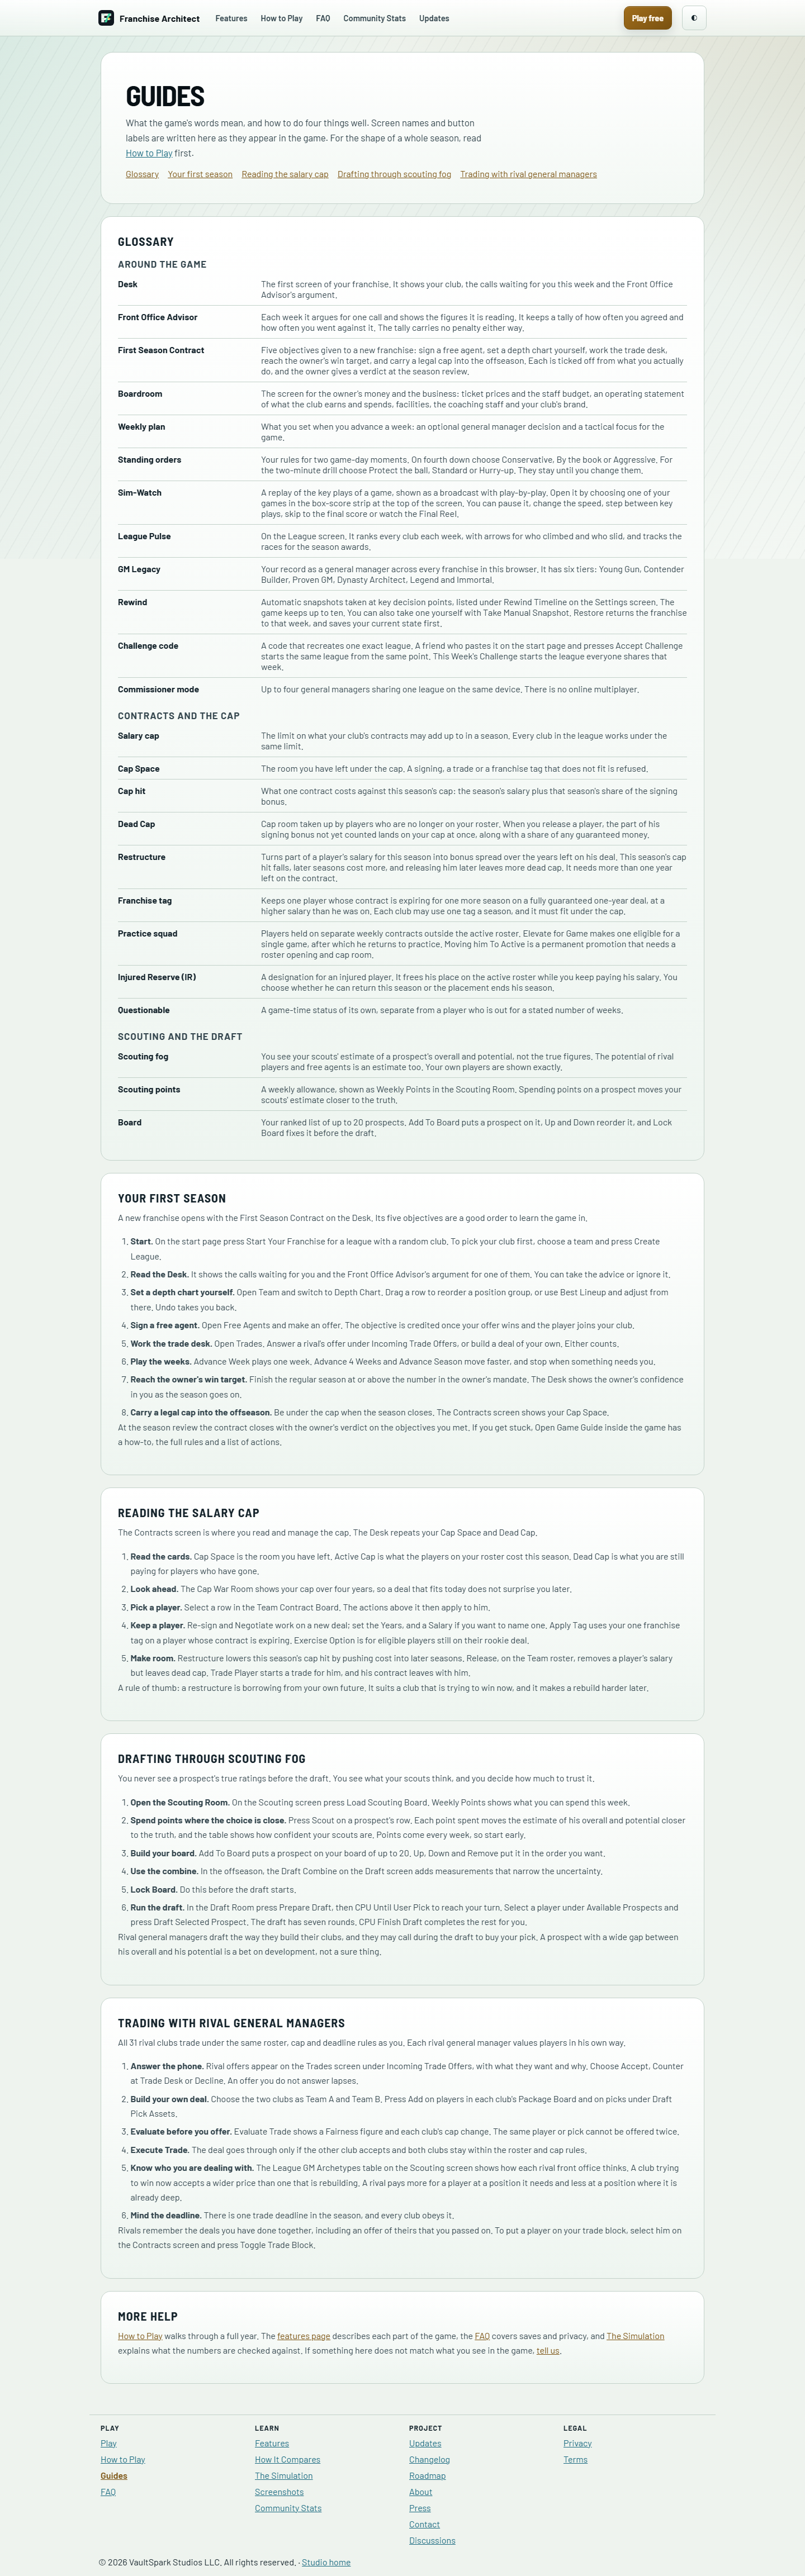 Franchise Architect Features How to Play FAQ Community Stats Updates Play free
GUIDES
What the game's words mean, and how to do four things well. Screen names and button
labels are written here as they appear in the game. For the shape of a whole season, read
How to Play first.
Glossary Your first season Reading the salary cap Drafting through scouting fog Trading with rival general managers
GLOSSARY
AROUND THE GAME
Desk The first screen of your franchise. It shows your club, the calls waiting for you this week and the Front Office
Advisor's argument.
Front Office Advisor Each week it argues for one call and shows the figures it is reading. It keeps a tally of how often you agreed and
how often you went against it. The tally carries no penalty either way.
First Season Contract Five objectives given to a new franchise: sign a free agent, set a depth chart yourself, work the trade desk,
reach the owner's win target, and carry a legal cap into the offseason. Each is ticked off from what you actually
do, and the owner gives a verdict at the season review.
Boardroom The screen for the owner's money and the business: ticket prices and the staff budget, an operating statement
of what the club earns and spends, facilities, the coaching staff and your club's brand.
Weekly plan What you set when you advance a week: an optional general manager decision and a tactical focus for the
game.
Standing orders Your rules for two game-day moments. On fourth down choose Conservative, By the book or Aggressive. For
the two-minute drill choose Protect the ball, Standard or Hurry-up. They stay until you change them.
Sim-Watch A replay of the key plays of a game, shown as a broadcast with play-by-play. Open it by choosing one of your
games in the box-score strip at the top of the screen. You can pause it, change the speed, step between key
plays, skip to the final score or watch the Final Reel.
League Pulse On the League screen. It ranks every club each week, with arrows for who climbed and who slid, and tracks the
races for the season awards.
GM Legacy Your record as a general manager across every franchise in this browser. It has six tiers: Young Gun, Contender
Builder, Proven GM, Dynasty Architect, Legend and Immortal.
Rewind Automatic snapshots taken at key decision points, listed under Rewind Timeline on the Settings screen. The
game keeps up to ten. You can also take one yourself with Take Manual Snapshot. Restore returns the franchise
to that week, and saves your current state first.
Challenge code A code that recreates one exact league. A friend who pastes it on the start page and presses Accept Challenge
starts the same league from the same point. This Week's Challenge starts the league everyone shares that
week.
Commissioner mode Up to four general managers sharing one league on the same device. There is no online multiplayer.
CONTRACTS AND THE CAP
Salary cap The limit on what your club's contracts may add up to in a season. Every club in the league works under the
same limit.
Cap Space The room you have left under the cap. A signing, a trade or a franchise tag that does not fit is refused.
Cap hit What one contract costs against this season's cap: the season's salary plus that season's share of the signing
bonus.
Dead Cap Cap room taken up by players who are no longer on your roster. When you release a player, the part of his
signing bonus not yet counted lands on your cap at once, along with a share of any guaranteed money.
Restructure Turns part of a player's salary for this season into bonus spread over the years left on his deal. This season's cap
hit falls, later seasons cost more, and releasing him later leaves more dead cap. It needs more than one year
left on the contract.
Franchise tag Keeps one player whose contract is expiring for one more season on a fully guaranteed one-year deal, at a
higher salary than he was on. Each club may use one tag a season, and it must fit under the cap.
Practice squad Players held on separate weekly contracts outside the active roster. Elevate for Game makes one eligible for a
single game, after which he returns to practice. Moving him To Active is a permanent promotion that needs a
roster opening and cap room.
Injured Reserve (IR) A designation for an injured player. It frees his place on the active roster while you keep paying his salary. You
choose whether he can return this season or the placement ends his season.
Questionable A game-time status of its own, separate from a player who is out for a stated number of weeks.
SCOUTING AND THE DRAFT
Scouting fog You see your scouts' estimate of a prospect's overall and potential, not the true figures. The potential of rival
players and free agents is an estimate too. Your own players are shown exactly.
Scouting points A weekly allowance, shown as Weekly Points in the Scouting Room. Spending points on a prospect moves your
scouts' estimate closer to the truth.
Board Your ranked list of up to 20 prospects. Add To Board puts a prospect on it, Up and Down reorder it, and Lock
Board fixes it before the draft.
YOUR FIRST SEASON
A new franchise opens with the First Season Contract on the Desk. Its five objectives are a good order to learn the game in.
1. Start. On the start page press Start Your Franchise for a league with a random club. To pick your club first, choose a team and press Create
League.
2. Read the Desk. It shows the calls waiting for you and the Front Office Advisor's argument for one of them. You can take the advice or ignore it.
3. Set a depth chart yourself. Open Team and switch to Depth Chart. Drag a row to reorder a position group, or use Best Lineup and adjust from
there. Undo takes you back.
4. Sign a free agent. Open Free Agents and make an offer. The objective is credited once your offer wins and the player joins your club.
5. Work the trade desk. Open Trades. Answer a rival's offer under Incoming Trade Offers, or build a deal of your own. Either counts.
6. Play the weeks. Advance Week plays one week. Advance 4 Weeks and Advance Season move faster, and stop when something needs you.
7. Reach the owner's win target. Finish the regular season at or above the number in the owner's mandate. The Desk shows the owner's confidence
in you as the season goes on.
8. Carry a legal cap into the offseason. Be under the cap when the season closes. The Contracts screen shows your Cap Space.
At the season review the contract closes with the owner's verdict on the objectives you met. If you get stuck, Open Game Guide inside the game has
a how-to, the full rules and a list of actions.
READING THE SALARY CAP
The Contracts screen is where you read and manage the cap. The Desk repeats your Cap Space and Dead Cap.
1. Read the cards. Cap Space is the room you have left. Active Cap is what the players on your roster cost this season. Dead Cap is what you are still
paying for players who have gone.
2. Look ahead. The Cap War Room shows your cap over four years, so a deal that fits today does not surprise you later.
3. Pick a player. Select a row in the Team Contract Board. The actions above it then apply to him.
4. Keep a player. Re-sign and Negotiate work on a new deal; set the Years, and a Salary if you want to name one. Apply Tag uses your one franchise
tag on a player whose contract is expiring. Exercise Option is for eligible players still on their rookie deal.
5. Make room. Restructure lowers this season's cap hit by pushing cost into later seasons. Release, on the Team roster, removes a player's salary
but leaves dead cap. Trade Player starts a trade for him, and his contract leaves with him.
A rule of thumb: a restructure is borrowing from your own future. It suits a club that is trying to win now, and it makes a rebuild harder later.
DRAFTING THROUGH SCOUTING FOG
You never see a prospect's true ratings before the draft. You see what your scouts think, and you decide how much to trust it.
1. Open the Scouting Room. On the Scouting screen press Load Scouting Board. Weekly Points shows what you can spend this week.
2. Spend points where the choice is close. Press Scout on a prospect's row. Each point spent moves the estimate of his overall and potential closer
to the truth, and the table shows how confident your scouts are. Points come every week, so start early.
3. Build your board. Add To Board puts a prospect on your board of up to 20. Up, Down and Remove put it in the order you want.
4. Use the combine. In the offseason, the Draft Combine on the Draft screen adds measurements that narrow the uncertainty.
5. Lock Board. Do this before the draft starts.
6. Run the draft. In the Draft Room press Prepare Draft, then CPU Until User Pick to reach your turn. Select a player under Available Prospects and
press Draft Selected Prospect. The draft has seven rounds. CPU Finish Draft completes the rest for you.
Rival general managers draft the way they build their clubs, and they may call during the draft to buy your pick. A prospect with a wide gap between
his overall and his potential is a bet on development, not a sure thing.
TRADING WITH RIVAL GENERAL MANAGERS
All 31 rival clubs trade under the same roster, cap and deadline rules as you. Each rival general manager values players in his own way.
1. Answer the phone. Rival offers appear on the Trades screen under Incoming Trade Offers, with what they want and why. Choose Accept, Counter
at Trade Desk or Decline. An offer you do not answer lapses.
2. Build your own deal. Choose the two clubs as Team A and Team B. Press Add on players in each club's Package Board and on picks under Draft
Pick Assets.
3. Evaluate before you offer. Evaluate Trade shows a Fairness figure and each club's cap change. The same player or pick cannot be offered twice.
4. Execute Trade. The deal goes through only if the other club accepts and both clubs stay within the roster and cap rules.
5. Know who you are dealing with. The League GM Archetypes table on the Scouting screen shows how each rival front office thinks. A club trying
to win now accepts a wider price than one that is rebuilding. A rival pays more for a player at a position it needs and less at a position where it is
already deep.
6. Mind the deadline. There is one trade deadline in the season, and every club obeys it.
Rivals remember the deals you have done together, including an offer of theirs that you passed on. To put a player on your trade block, select him on
the Contracts screen and press Toggle Trade Block.
MORE HELP
How to Play walks through a full year. The features page describes each part of the game, the FAQ covers saves and privacy, and The Simulation
explains what the numbers are checked against. If something here does not match what you see in the game, tell us.
PLAY LEARN PROJECT LEGAL
Play Features Updates Privacy
How to Play How It Compares Changelog Terms
Guides The Simulation Roadmap
FAQ Screenshots About
Community Stats Press
Contact
Discussions
© 2026 VaultSpark Studios LLC. All rights reserved. · Studio home